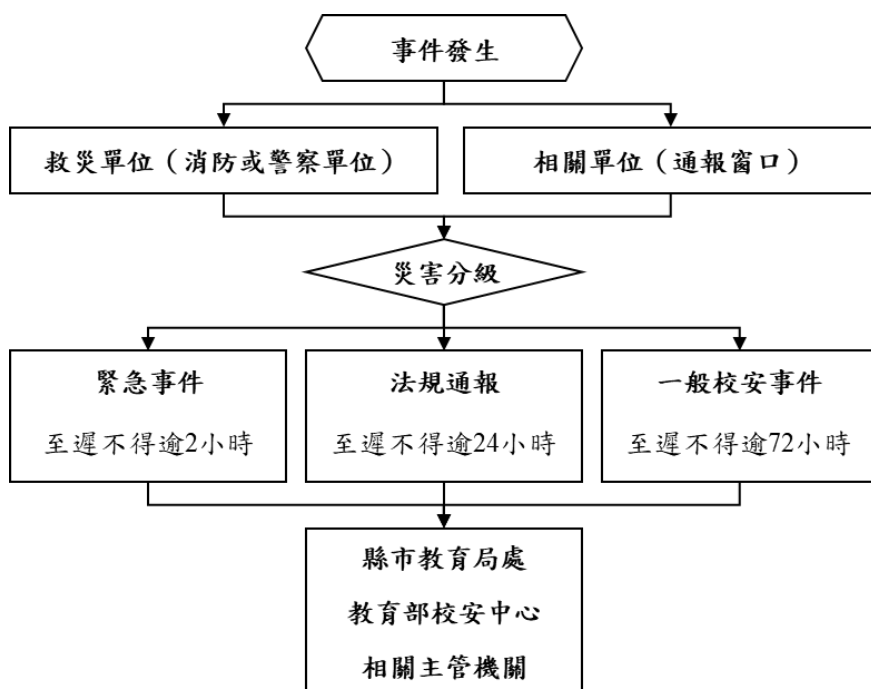 事件發生
救災單位（消防或警察單位）
相關單位（通報窗口）
災害分級
緊急事件
至遲不得逾2小時
法規通報
至遲不得逾24小時
一般校安事件
至遲不得逾72小時
縣市教育局處
教育部校安中心
相關主管機關